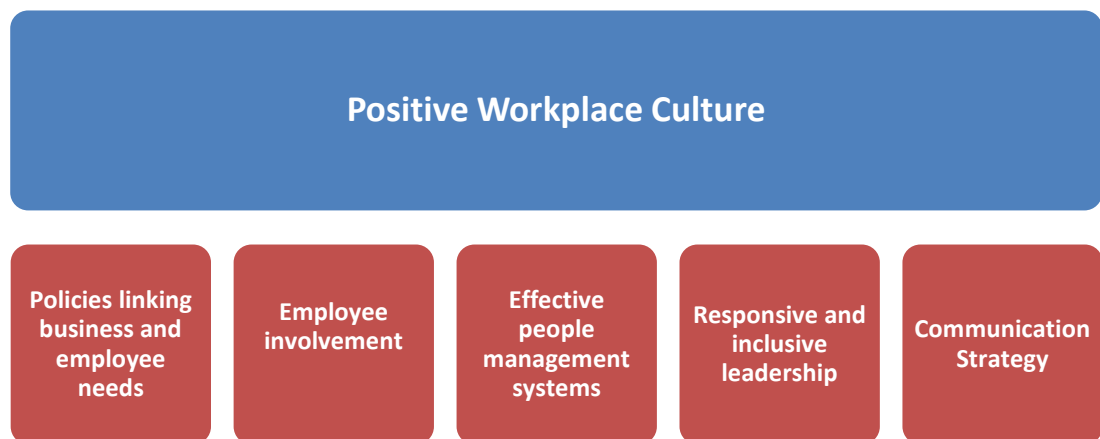 Positive Workplace Culture
Policies linking
business and
employee
needs
Employee
involvement
Effective
people
management
systems
Responsive and
inclusive
leadership
Communication
Strategy